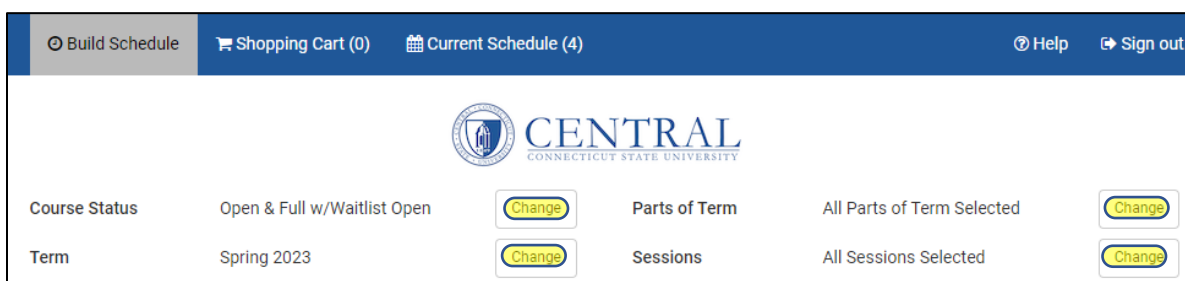 Build Schedule Shopping Cart (0) Current Schedule (4) Help Sign out
CENTRAL
CONNECTICUT STATE UNIVERSITY
Course Status Open & Full w/Waitlist Open Change Parts of Term All Parts of Term Selected Change
Term Spring 2023 Change Sessions All Sessions Selected Change